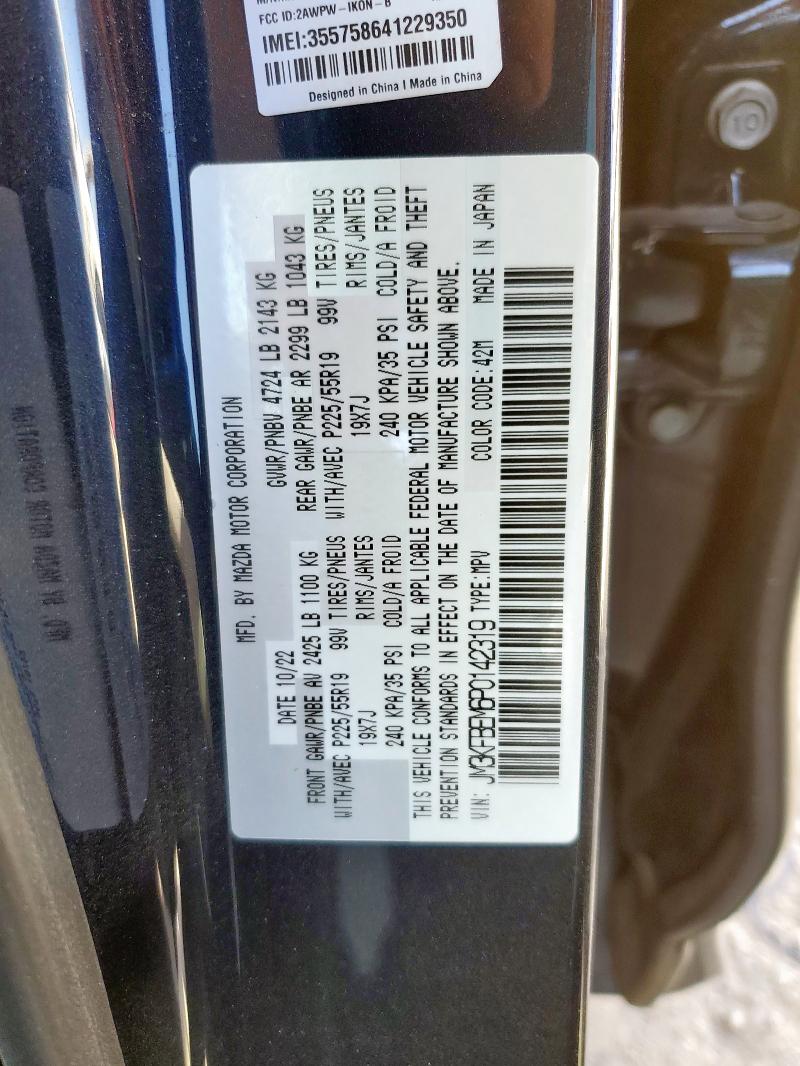 FCC ID:2AWPW-IKON-B
IMEI:355758641229350
Designed in China I Made in China
10
MFD. BY MAZDA MOTOR CORPORATION
DATE 10/22 GVWR/PNBV 4724 LB 2143 KG
FRONT GAWR/PNBE AV 2425 LB 1100 KG REAR GAWR/PNBE AR 2299 LB 1043 KG
WITH/AVEC P225/55R19 99V TIRES/PNEUS WITH/AVEC P225/55R19 99V TIRES/PNEUS
19X7J RIMS/JANTES 19X7J RIMS/JANTES
240 KPA/35 PSI COLD/A FROID 240 KPA/35 PSI COLD/A FROID
THIS VEHICLE CONFORMS TO ALL APPLICABLE FEDERAL MOTOR VEHICLE SAFETY AND THEFT
PREVENTION STANDARDS IN EFFECT ON THE DATE OF MANUFACTURE SHOWN ABOVE.
VIN: JM3KFBEM6P0142319 TYPE:MPV COLOR CODE:42M MADE IN JAPAN